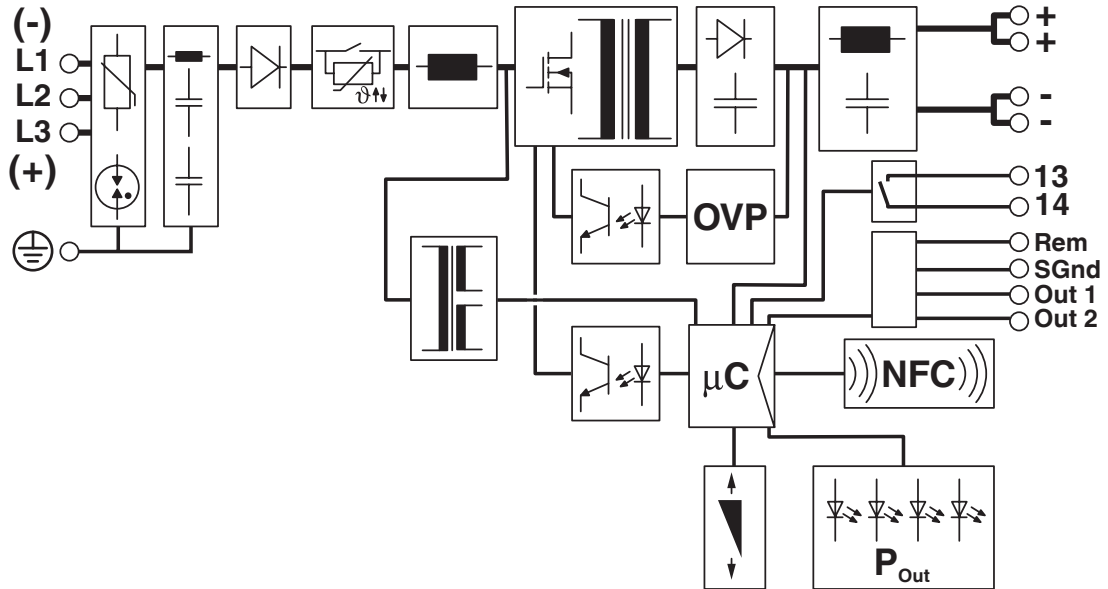 (-)
L1
L2
L3
(+)
ϑ
+
+
-
-
OVP
13
14
Rem
SGnd
Out 1
Out 2
µC
NFC
P Out